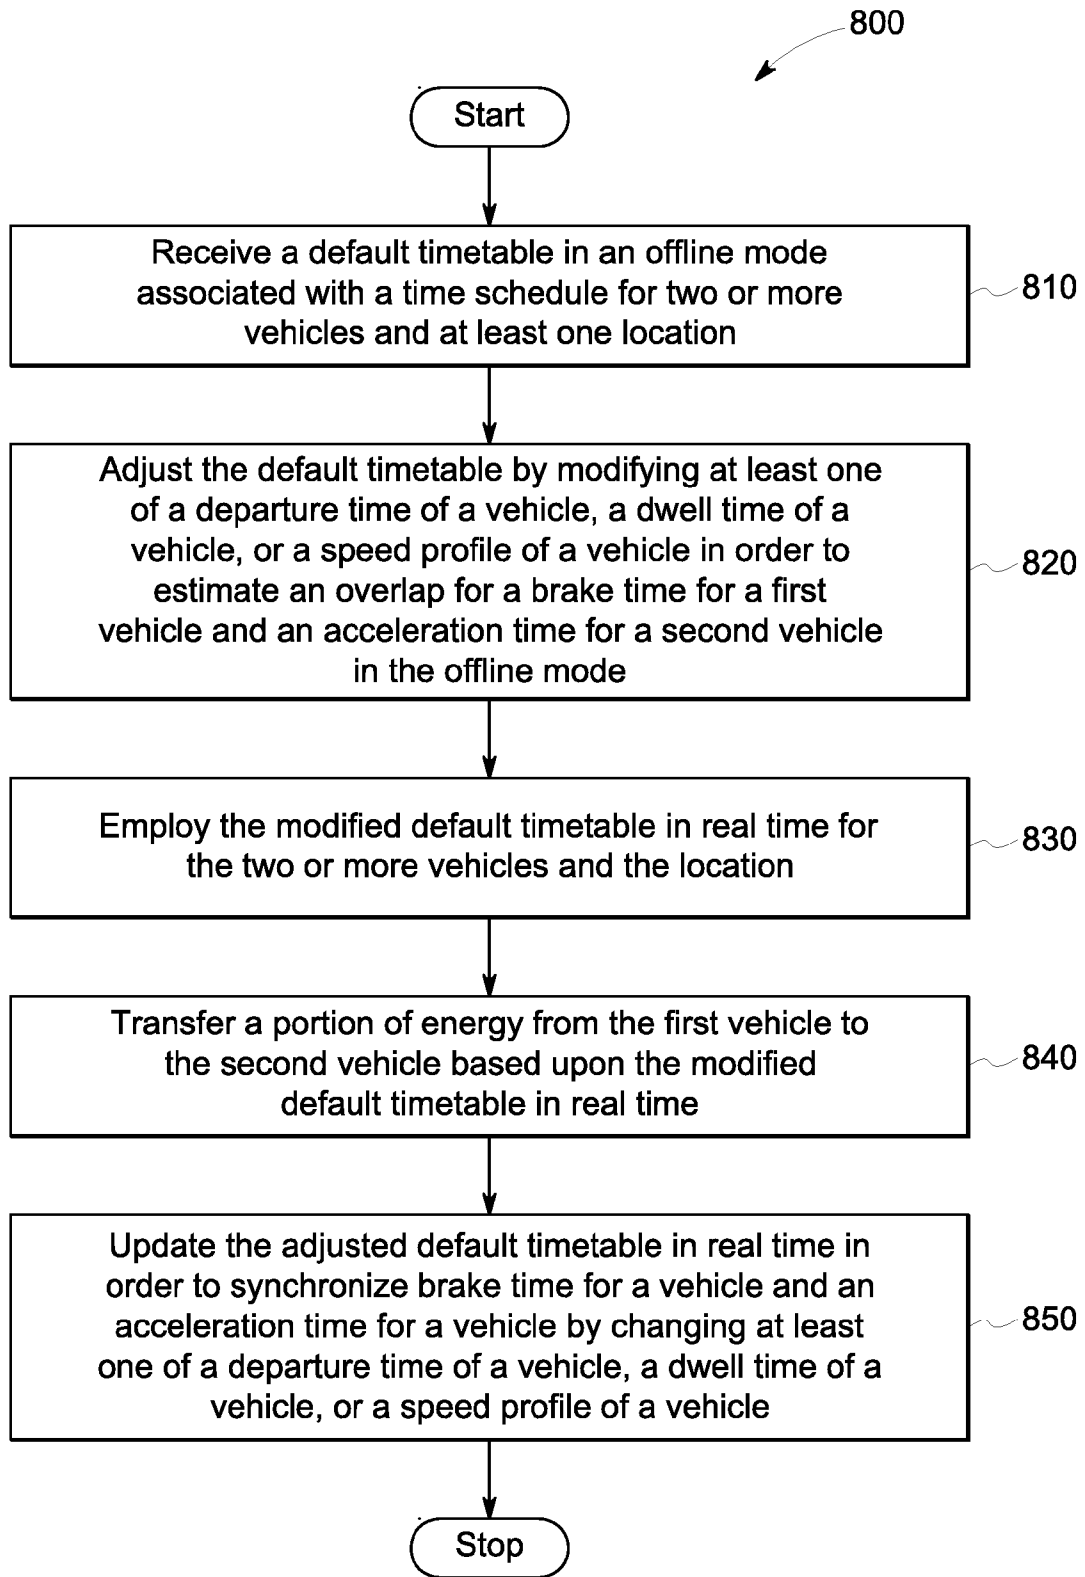 800
Start
Receive a default timetable in an offline mode
associated with a time schedule for two or more
vehicles and at least one location
810
Adjust the default timetable by modifying at least one
of a departure time of a vehicle, a dwell time of a
vehicle, or a speed profile of a vehicle in order to
estimate an overlap for a brake time for a first
vehicle and an acceleration time for a second vehicle
in the offline mode
820
Employ the modified default timetable in real time for
the two or more vehicles and the location
830
Transfer a portion of energy from the first vehicle to
the second vehicle based upon the modified
default timetable in real time
840
Update the adjusted default timetable in real time in
order to synchronize brake time for a vehicle and an
acceleration time for a vehicle by changing at least
one of a departure time of a vehicle, a dwell time of a
vehicle, or a speed profile of a vehicle
850
Stop